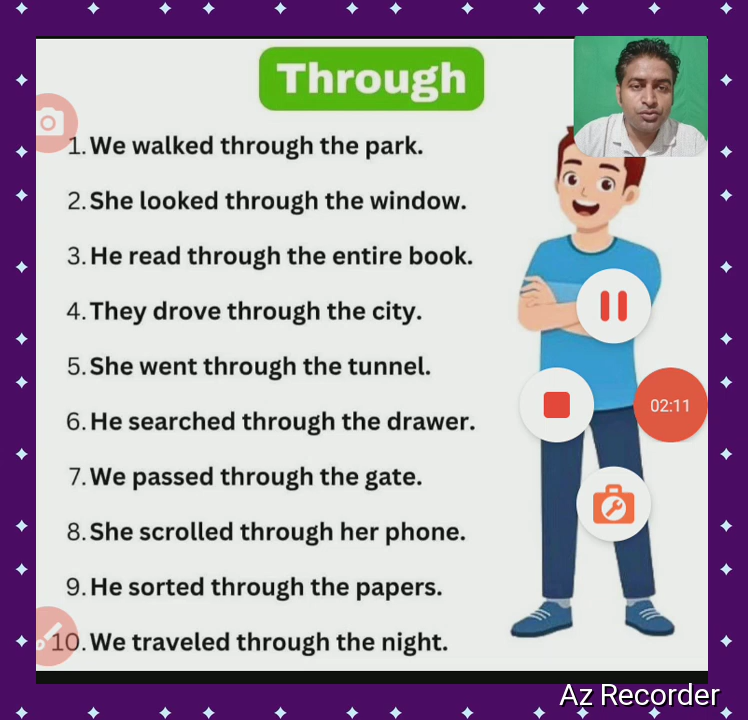 Through
1. We walked through the park.
2. She looked through the window.
3. He read through the entire book.
4. They drove through the city.
5. She went through the tunnel.
6. He searched through the drawer.
7. We passed through the gate.
8. She scrolled through her phone.
9. He sorted through the papers.
10. We traveled through the night.
02:11
Az Recorder